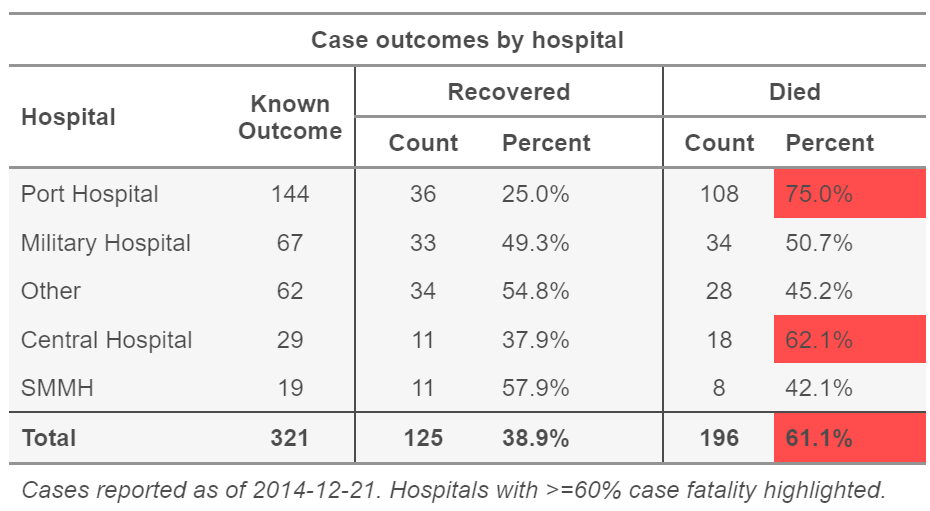 Case outcomes by hospital
Hospital Known Outcome Recovered Died
Count Percent Count Percent
Port Hospital 144 36 25.0% 108 75.0%
Military Hospital 67 33 49.3% 34 50.7%
Other 62 34 54.8% 28 45.2%
Central Hospital 29 11 37.9% 18 62.1%
SMMH 19 11 57.9% 8 42.1%
Total 321 125 38.9% 196 61.1%
Cases reported as of 2014-12-21. Hospitals with >=60% case fatality highlighted.